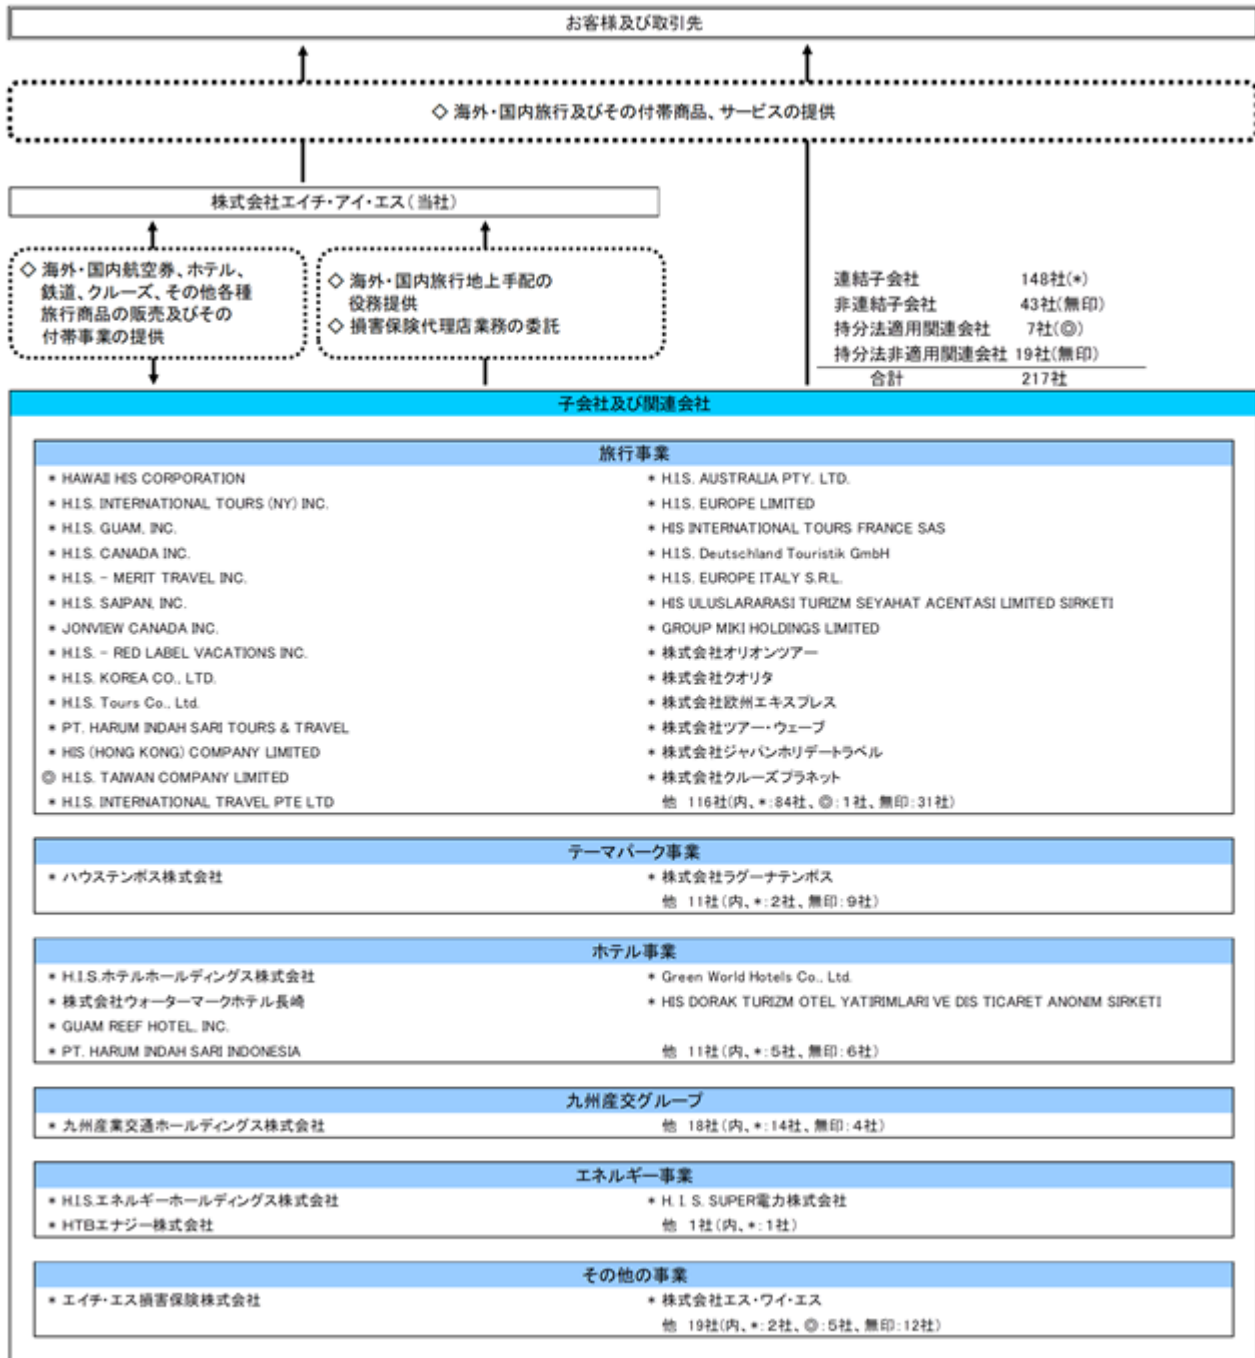 お客様及び取引先
◇ 海外・国内旅行及びその付帯商品、サービスの提供
株式会社エイチ・アイ・エス（当社）
◇ 海外・国内航空券、ホテル、
鉄道、クルーズ、その他各種
旅行商品の販売及びその
付帯事業の提供
◇ 海外・国内旅行地上手配の
役務提供
◇ 損害保険代理店業務の委託
連結子会社 148社(*)
非連結子会社 43社(無印)
持分法適用関連会社 7社(◎)
持分法非適用関連会社 19社(無印)
合計 217社
子会社及び関連会社
旅行事業
* HAWAII HIS CORPORATION
* H.I.S. INTERNATIONAL TOURS (NY) INC.
* H.I.S. GUAM, INC.
* H.I.S. CANADA INC.
* H.I.S. - MERIT TRAVEL INC.
* H.I.S. SAIPAN, INC.
* JONVIEW CANADA INC.
* H.I.S. - RED LABEL VACATIONS INC.
* H.I.S. KOREA CO., LTD.
* H.I.S. Tours Co., Ltd.
* PT. HARUM INDAH SARI TOURS & TRAVEL
* HIS (HONG KONG) COMPANY LIMITED
◎ H.I.S. TAIWAN COMPANY LIMITED
* H.I.S. INTERNATIONAL TRAVEL PTE LTD
* H.I.S. AUSTRALIA PTY. LTD.
* H.I.S. EUROPE LIMITED
* HIS INTERNATIONAL TOURS FRANCE SAS
* H.I.S. Deutschland Touristik GmbH
* H.I.S. EUROPE ITALY S.R.L.
* HIS ULUSLARARASI TURIZM SEYAHAT ACENTASI LIMITED SIRKETI
* GROUP MIKI HOLDINGS LIMITED
* 株式会社オリオンツアー
* 株式会社クオリタ
* 株式会社欧州エキスプレス
* 株式会社ツアー・ウェーブ
* 株式会社ジャパンホリデートラベル
* 株式会社クルーズプラネット
他 116社(内、*:84社、◎:1社、無印:31社)
テーマパーク事業
* ハウステンボス株式会社
* 株式会社ラグーナテンボス
他 11社(内、*:2社、無印:9社)
ホテル事業
* H.I.S.ホテルホールディングス株式会社
* 株式会社ウォーターマークホテル長崎
* GUAM REEF HOTEL, INC.
* PT. HARUM INDAH SARI INDONESIA
* Green World Hotels Co., Ltd.
* HIS DORAK TURIZM OTEL YATIRIMLARI VE DIS TICARET ANONIM SIRKETI
他 11社(内、*:5社、無印:6社)
九州産交グループ
* 九州産業交通ホールディングス株式会社
他 18社(内、*:14社、無印:4社)
エネルギー事業
* H.I.S.エネルギーホールディングス株式会社
* HTBエナジー株式会社
* H. I. S. SUPER電力株式会社
他 1社(内、*:1社)
その他の事業
* エイチ・エス損害保険株式会社
* 株式会社エス・ワイ・エス
他 19社(内、*:2社、◎:5社、無印:12社)